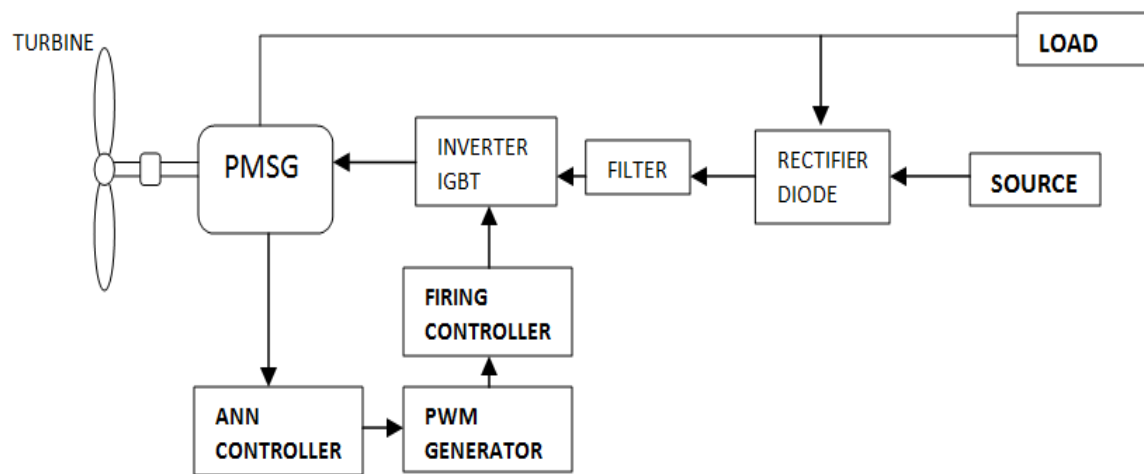 TURBINE
LOAD
PMSG
INVERTER
IGBT
FILTER
RECTIFIER
DIODE
SOURCE
FIRING
CONTROLLER
ANN
CONTROLLER
PWM
GENERATOR